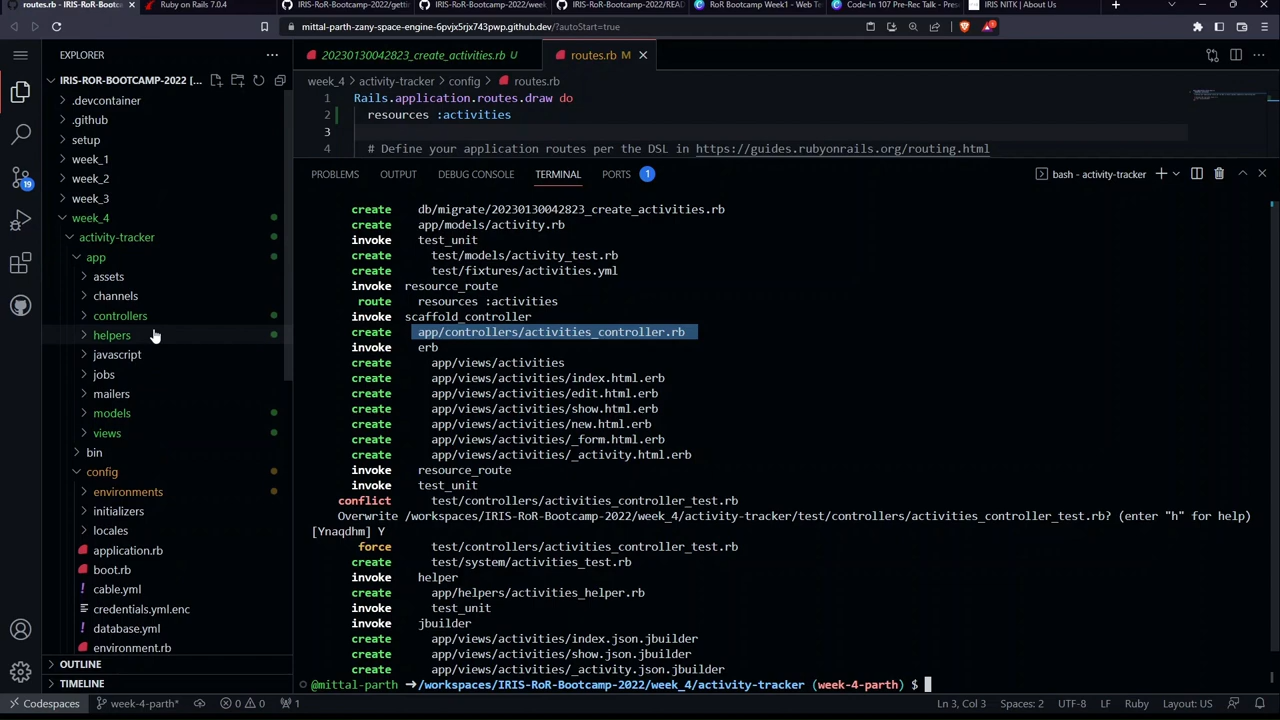 routes.rb - IRIS-RoR-Bootc
Ruby on Rails 7.0.4
IRIS-RoR-Bootcamp-2022/gettir
IRIS-RoR-Bootcamp-2022/week_
IRIS-RoR-Bootcamp-2022/READ
RoR Bootcamp Week1 - Web Te
Code-In 107 Pre-Rec Talk - Pres
IRIS NITK | About Us
mittal-parth-zany-space-engine-6pvjx5rjx743pwp.github.dev/?autoStart=true
EXPLORER
20230130042823_create_activities.rb U
routes.rb M
IRIS-ROR-BOOTCAMP-2022 [...
week_4 > activity-tracker > config > routes.rb
.devcontainer
.github
setup
week_1
week_2
week_3
week_4
activity-tracker
app
assets
channels
controllers
helpers
javascript
jobs
mailers
models
views
bin
config
environments
initializers
locales
application.rb
boot.rb
cable.yml
credentials.yml.enc
database.yml
environment.rb
OUTLINE
TIMELINE
1 Rails.application.routes.draw do
2 resources :activities
3
4 # Define your application routes per the DSL in https://guides.rubyonrails.org/routing.html
PROBLEMS OUTPUT DEBUG CONSOLE TERMINAL PORTS 1
bash - activity-tracker
create db/migrate/20230130042823_create_activities.rb
create app/models/activity.rb
invoke test_unit
create test/models/activity_test.rb
create test/fixtures/activities.yml
invoke resource_route
route resources :activities
invoke scaffold_controller
create app/controllers/activities_controller.rb
invoke erb
create app/views/activities
create app/views/activities/index.html.erb
create app/views/activities/edit.html.erb
create app/views/activities/show.html.erb
create app/views/activities/new.html.erb
create app/views/activities/_form.html.erb
create app/views/activities/_activity.html.erb
invoke resource_route
invoke test_unit
conflict test/controllers/activities_controller_test.rb
Overwrite /workspaces/IRIS-RoR-Bootcamp-2022/week_4/activity-tracker/test/controllers/activities_controller_test.rb? (enter "h" for help)
[Ynaqdhm] Y
force test/controllers/activities_controller_test.rb
create test/system/activities_test.rb
invoke helper
create app/helpers/activities_helper.rb
invoke test_unit
invoke jbuilder
create app/views/activities/index.json.jbuilder
create app/views/activities/show.json.jbuilder
create app/views/activities/_activity.json.jbuilder
@mittal-parth →/workspaces/IRIS-RoR-Bootcamp-2022/week_4/activity-tracker (week-4-parth) $
19
Codespaces
week-4-parth*
0 0
1
Ln 3, Col 3
Spaces: 2
UTF-8
LF
Ruby
Layout: US